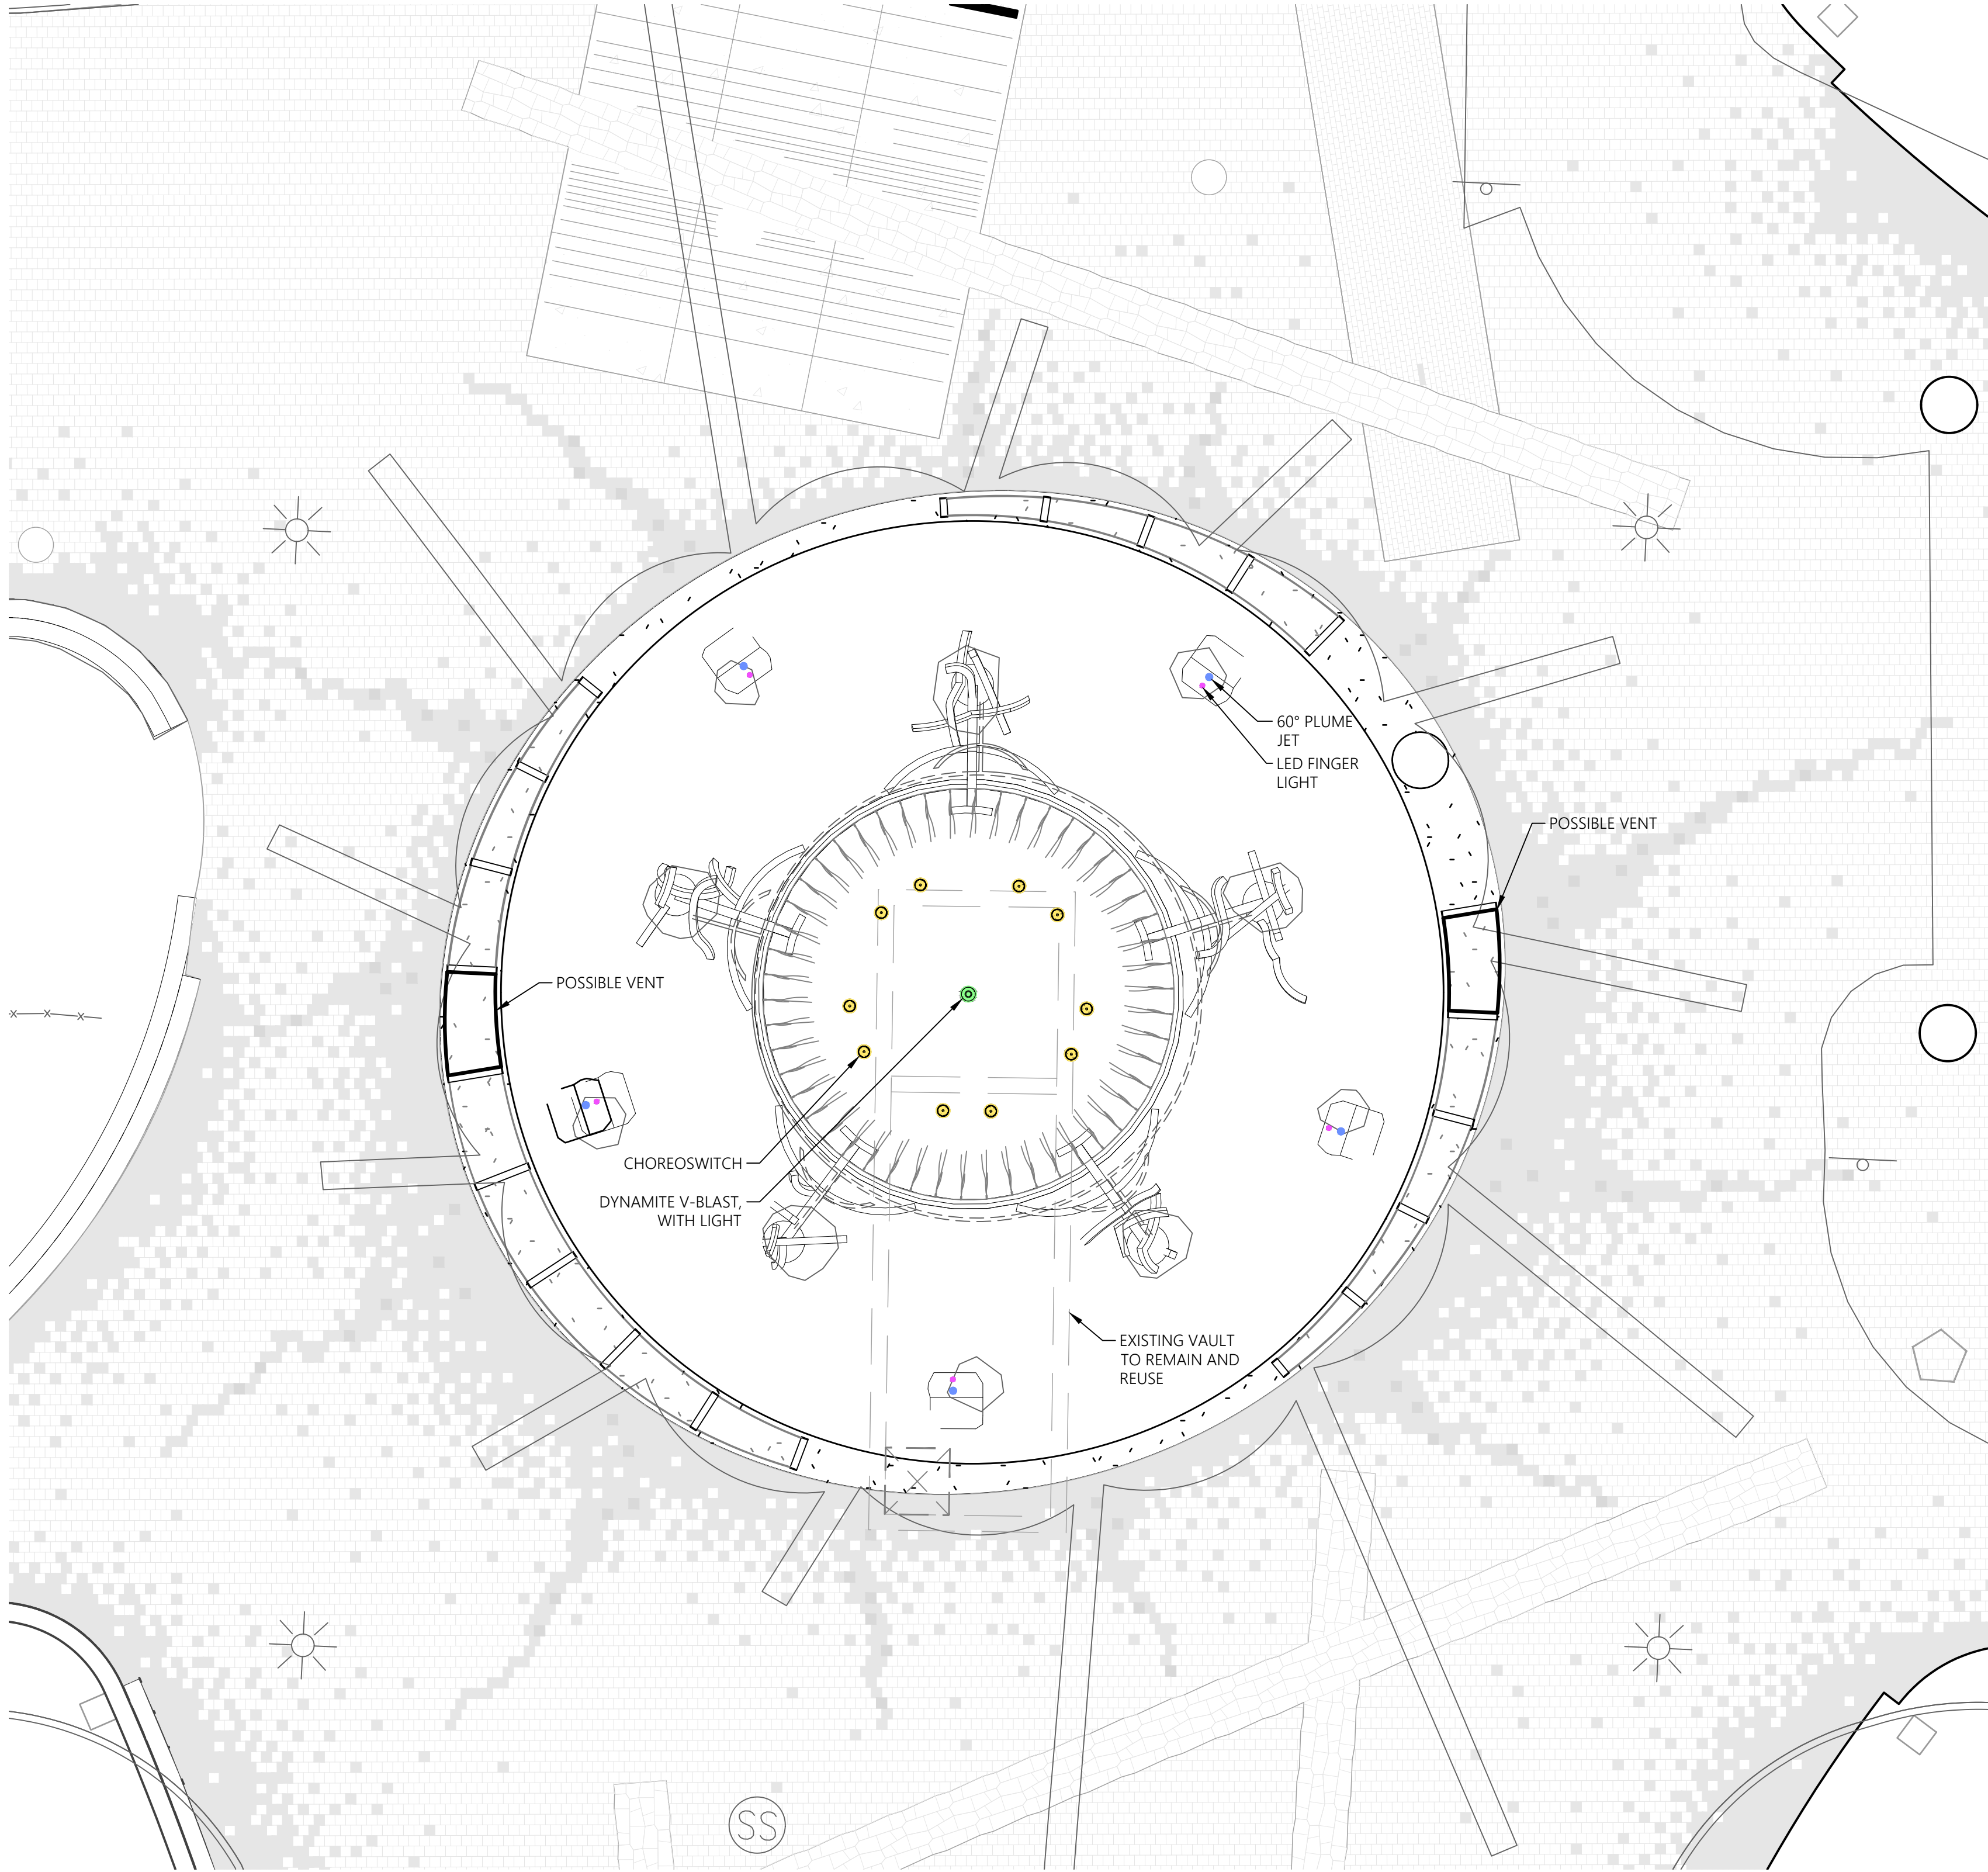 60° PLUME
JET
LED FINGER
LIGHT
POSSIBLE VENT
POSSIBLE VENT
CHOREOSWITCH
DYNAMITE V-BLAST,
WITH LIGHT
EXISTING VAULT
TO REMAIN AND
REUSE
SS